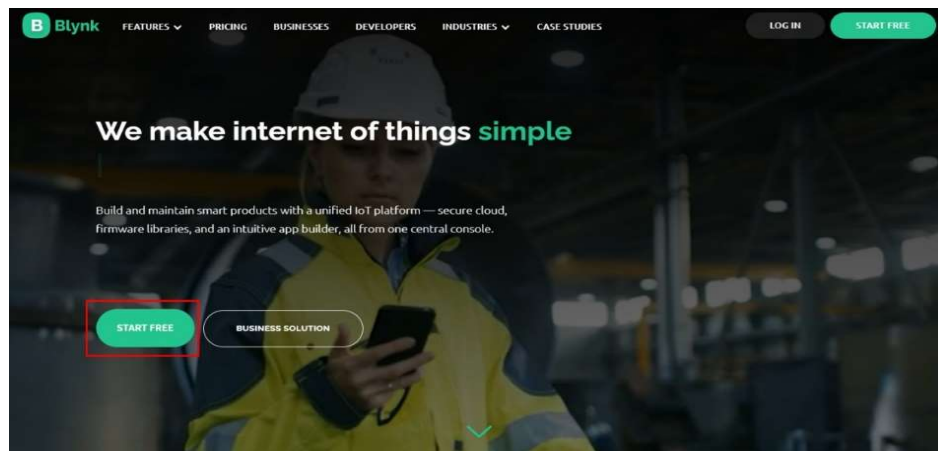 B Blynk FEATURES PRICING BUSINESSES DEVELOPERS INDUSTRIES CASE STUDIES LOG IN START FREE
We make internet of things simple
Build and maintain smart products with a unified IoT platform — secure cloud,
firmware libraries, and an intuitive app builder, all from one central console.
START FREE BUSINESS SOLUTION